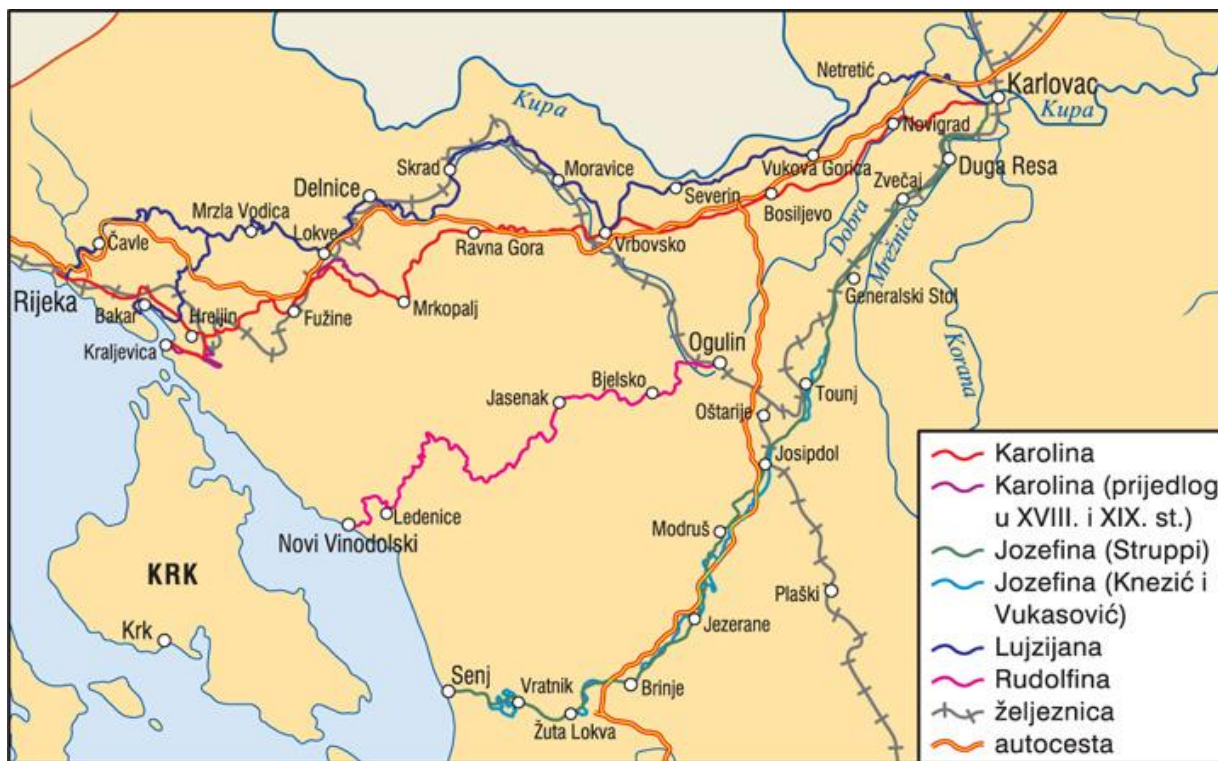 Netretić
Karlovac
Kupa
Kupa
Novigrad
Skrad
Moravice
Vukova Gorica
Duga Resa
Delnice
Severin
Zvečaj
Mrzla Vodica
Bosiljevo
Lokve
Čavle
Ravna Gora
Vrbovsko
Dobra
Mrežnica
Rijeka
Generalski Stol
Bakar
Hreljin
Fužine
Mrkopalj
Kraljevica
Ogulin
Korana
Bjelsko
Tounj
Jasenak
Oštarije
Josipdol
Ledenice
Modruš
Novi Vinodolski
KRK
Plaški
Krk
Jezerane
Senj
Vratnik
Brinje
Žuta Lokva
Karolina
Karolina (prijedlog
u XVIII. i XIX. st.)
Jozefina (Struppi)
Jozefina (Knezić i
Vukasović)
Lujzijana
Rudolfina
željeznica
autocesta